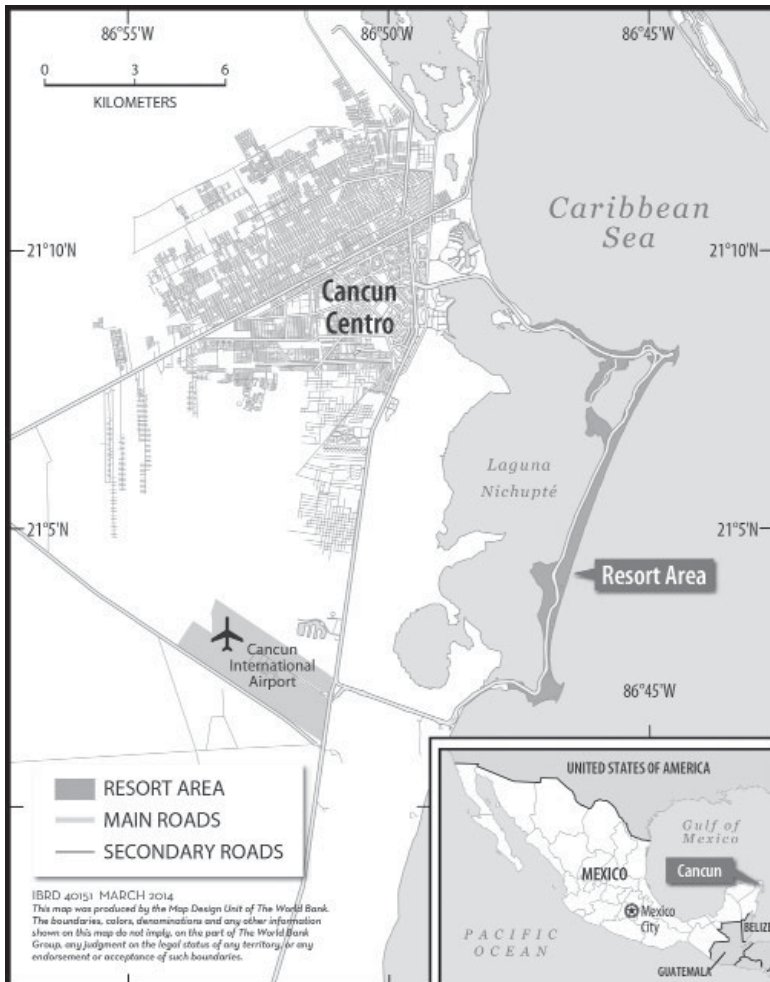 86°55'W
86°50'W
86°45'W
0 3 6
KILOMETERS
Caribbean
Sea
21°10'N
21°10'N
Cancun
Centro
Laguna
Nichupté
21°5'N
21°5'N
Resort Area
Cancun
International
Airport
86°45'W
RESORT AREA
MAIN ROADS
SECONDARY ROADS
IBRD 40151 MARCH 2014
This map was produced by the Map Design Unit of The World Bank.
The boundaries, colors, denominations and any other information
shown on this map do not imply, on the part of The World Bank
Group, any judgment on the legal status of any territory, or any
endorsement or acceptance of such boundaries.
UNITED STATES OF AMERICA
Gulf of
Mexico
MEXICO
Cancun
Mexico
City
PACIFIC
OCEAN
BELIZE
GUATEMALA